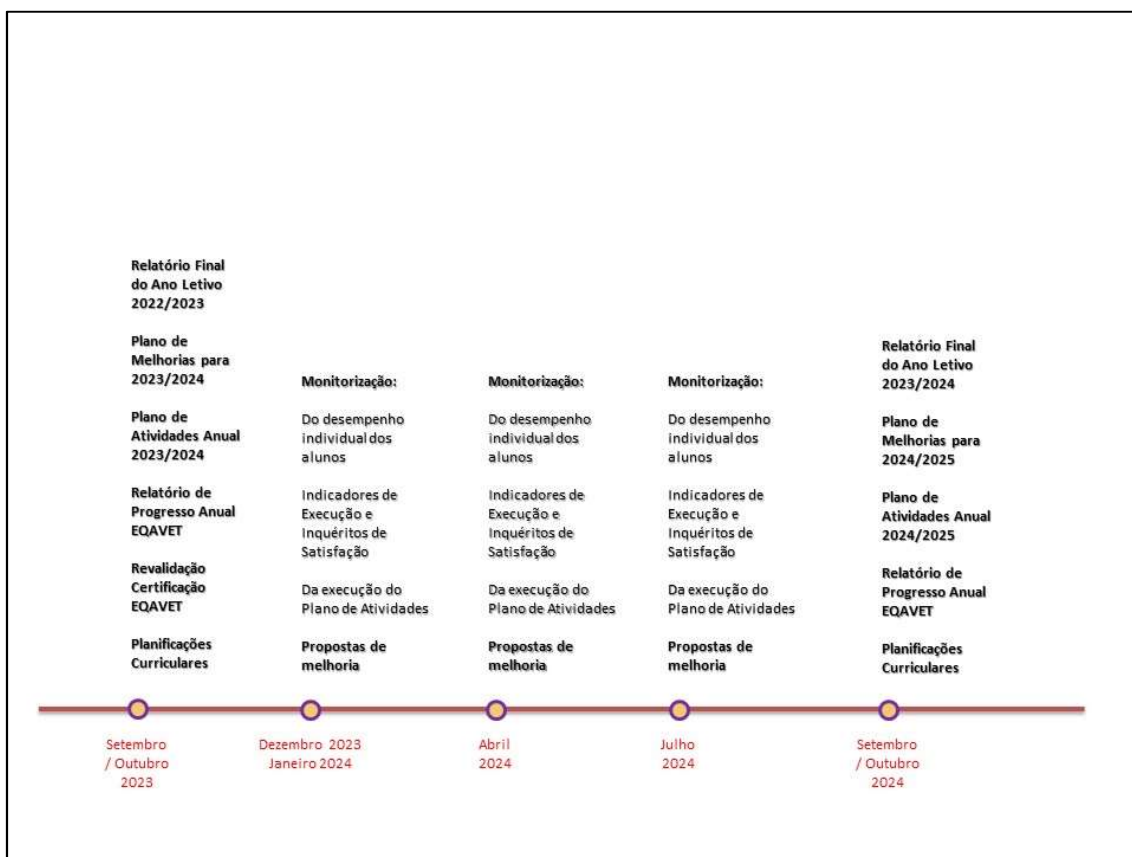 Relatório Final
do Ano Letivo
2022/2023
Plano de
Melhorias para
2023/2024
Plano de
Atividades Anual
2023/2024
Relatório de
Progresso Anual
EQAVET
Revalidação
Certificação
EQAVET
Planificações
Curriculares
Setembro
/ Outubro
2023
Monitorização:
Do desempenho
individual dos
alunos
Indicadores de
Execução e
Inquéritos de
Satisfação
Da execução do
Plano de Atividades
Propostas de
melhoria
Dezembro 2023
Janeiro 2024
Monitorização:
Do desempenho
individual dos
alunos
Indicadores de
Execução e
Inquéritos de
Satisfação
Da execução do
Plano de Atividades
Propostas de
melhoria
Abril
2024
Monitorização:
Do desempenho
individual dos
alunos
Indicadores de
Execução e
Inquéritos de
Satisfação
Da execução do
Plano de Atividades
Propostas de
melhoria
Julho
2024
Relatório Final
do Ano Letivo
2023/2024
Plano de
Melhorias para
2024/2025
Plano de
Atividades Anual
2024/2025
Relatório de
Progresso Anual
EQAVET
Planificações
Curriculares
Setembro
/ Outubro
2024